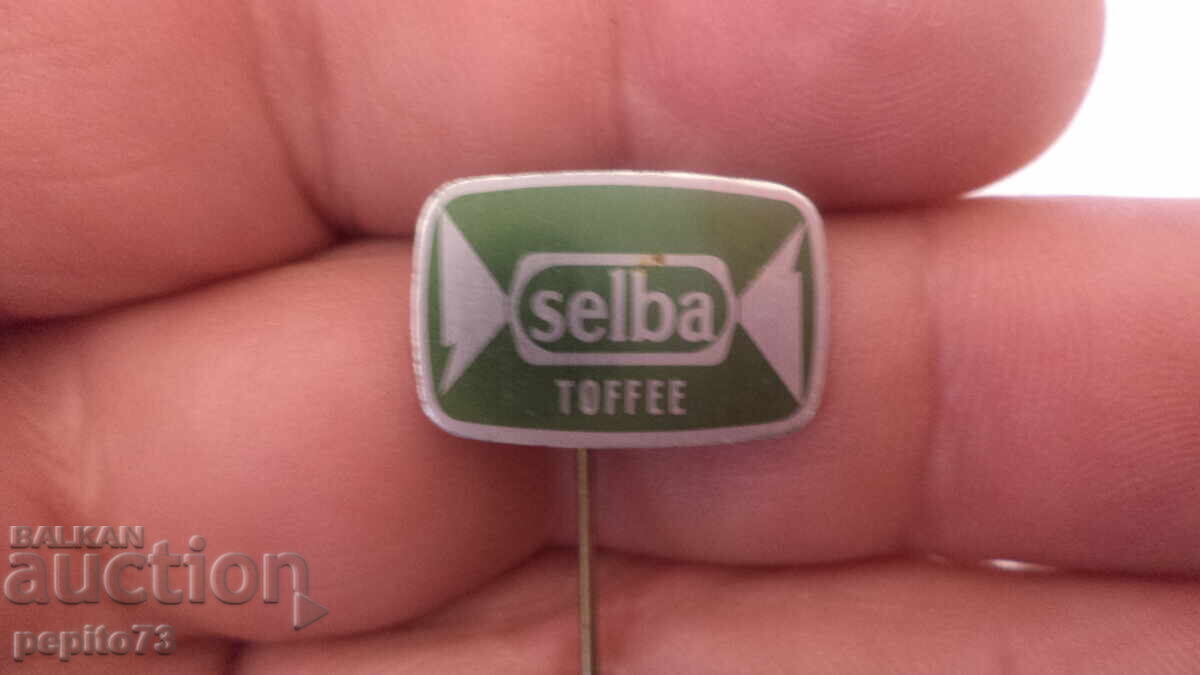 selba
TOFFEE
BALKAN
auction
pepito73